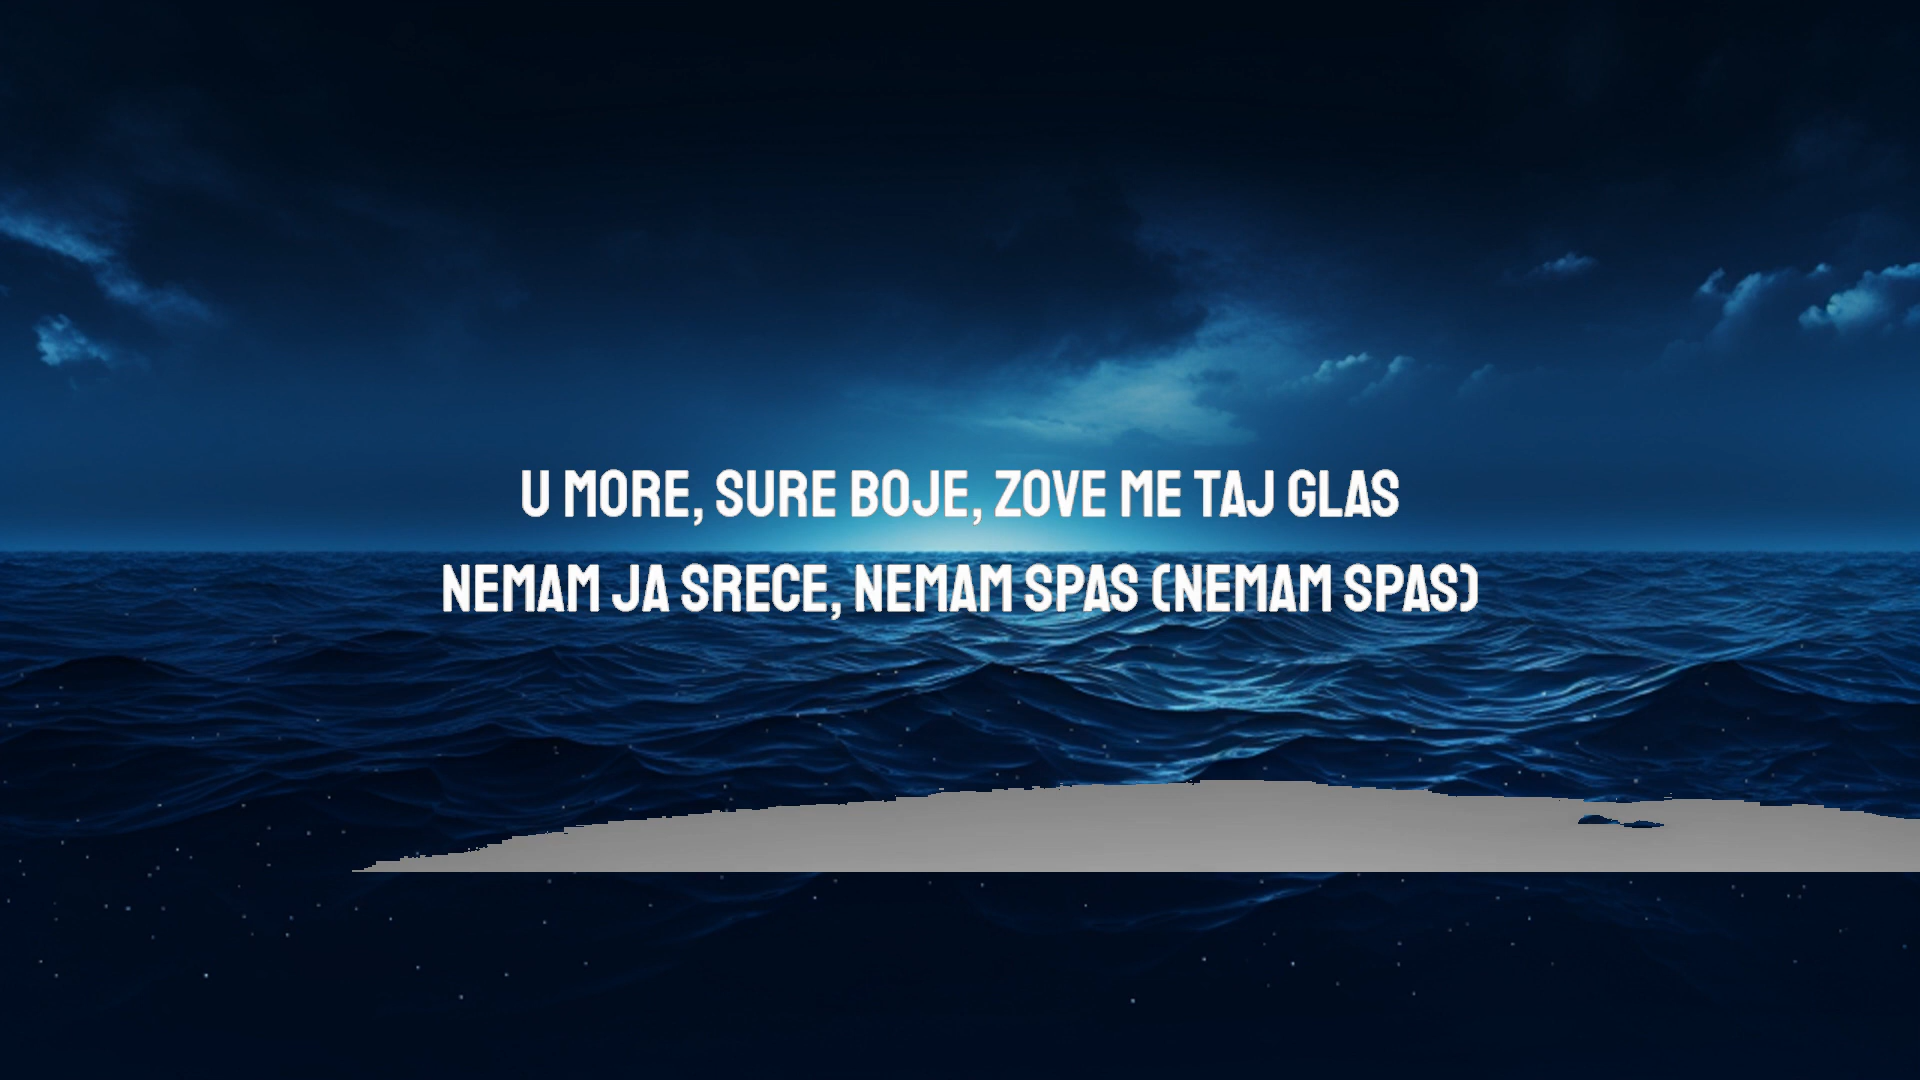 U MORE, SURE BOJE, ZOVE ME TAJ GLAS
NEMAM JA SRECE, NEMAM SPAS (NEMAM SPAS)